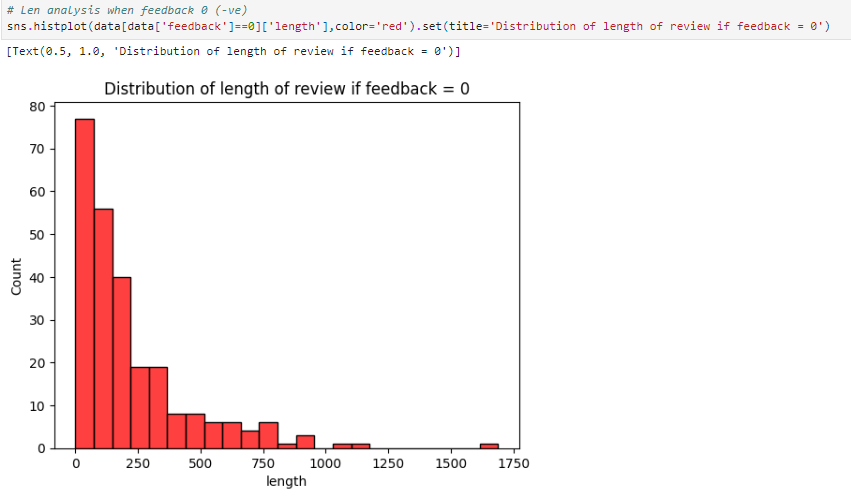 # Len analysis when feedback 0 (-ve)
sns.histplot(data[data['feedback']==0]['length'],color='red').set(title='Distribution of length of review if feedback = 0')
[Text(0.5, 1.0, 'Distribution of length of review if feedback = 0')]
Distribution of length of review if feedback = 0
80
70
60
50
40
30
20
10
0
Count
0 250 500 750 1000 1250 1500 1750
length